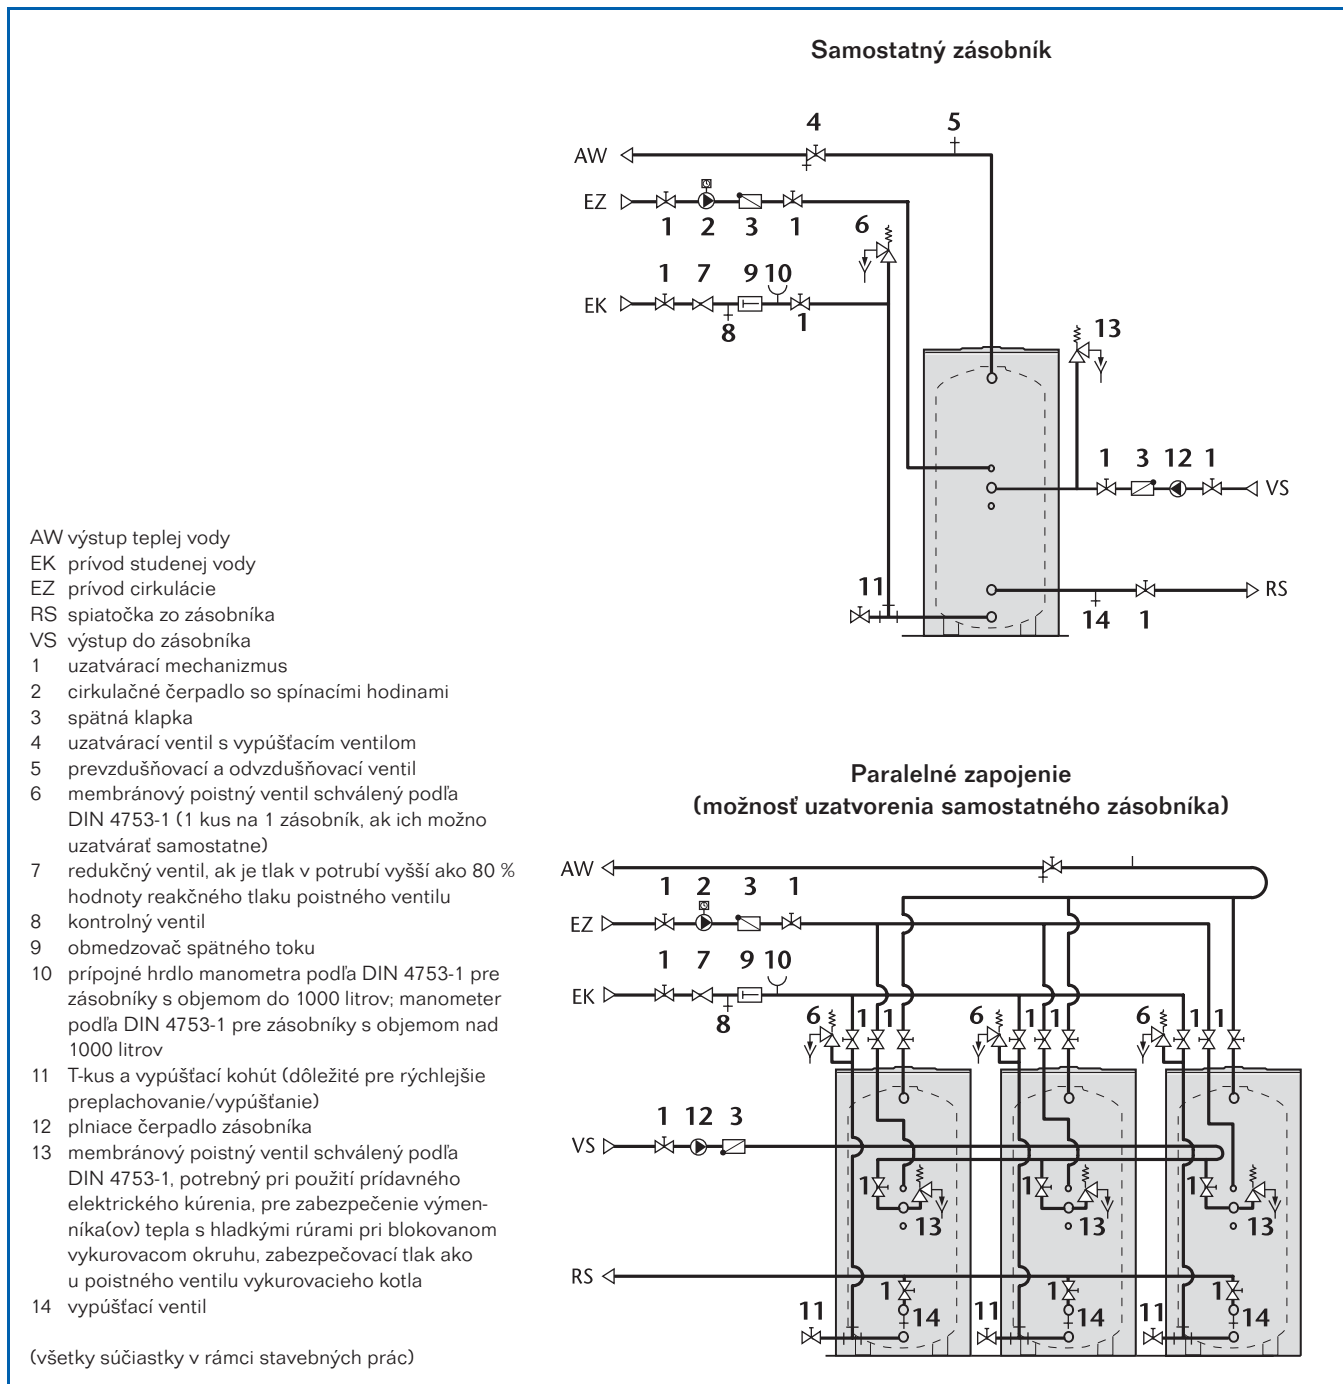 Samostatný zásobník
4 5
AW
EZ
1 2 3 1 6
1 7 9 10
EK
8 1
13
1 3 12 1
VS
11
RS
14 1
AW výstup teplej vody
EK prívod studenej vody
EZ prívod cirkulácie
RS spiatočka zo zásobníka
VS výstup do zásobníka
1 uzatvárací mechanizmus
2 cirkulačné čerpadlo so spínacími hodinami
3 spätná klapka
4 uzatvárací ventil s vypúšťacím ventilom
5 prevzdušňovací a odvzdušňovací ventil
6 membránový poistný ventil schválený podľa
DIN 4753-1 (1 kus na 1 zásobník, ak ich možno
uzatvárať samostatne)
7 redukčný ventil, ak je tlak v potrubí vyšší ako 80 %
hodnoty reakčného tlaku poistného ventilu
8 kontrolný ventil
9 obmedzovač spätného toku
10 prípojné hrdlo manometra podľa DIN 4753-1 pre
zásobníky s objemom do 1000 litrov; manometer
podľa DIN 4753-1 pre zásobníky s objemom nad
1000 litrov
11 T-kus a vypúšťací kohút (dôležité pre rýchlejšie
preplachovanie/vypúšťanie)
12 plniace čerpadlo zásobníka
13 membránový poistný ventil schválený podľa
DIN 4753-1, potrebný pri použití prídavného
elektrického kúrenia, pre zabezpečenie výmen-
níka(ov) tepla s hladkými rúrami pri blokovanom
vykurovacom okruhu, zabezpečovací tlak ako
u poistného ventilu vykurovacieho kotla
14 vypúšťací ventil
(všetky súčiastky v rámci stavebných prác)
Paralelné zapojenie
(možnosť uzatvorenia samostatného zásobníka)
AW
1 2 3 1
EZ
1 7 9 10
EK
8 6 1 1 6 1 1 6 1 1
1 12 3
VS
1 1 1
13 13 13
RS
1 1 1
11 14 11 14 11 14